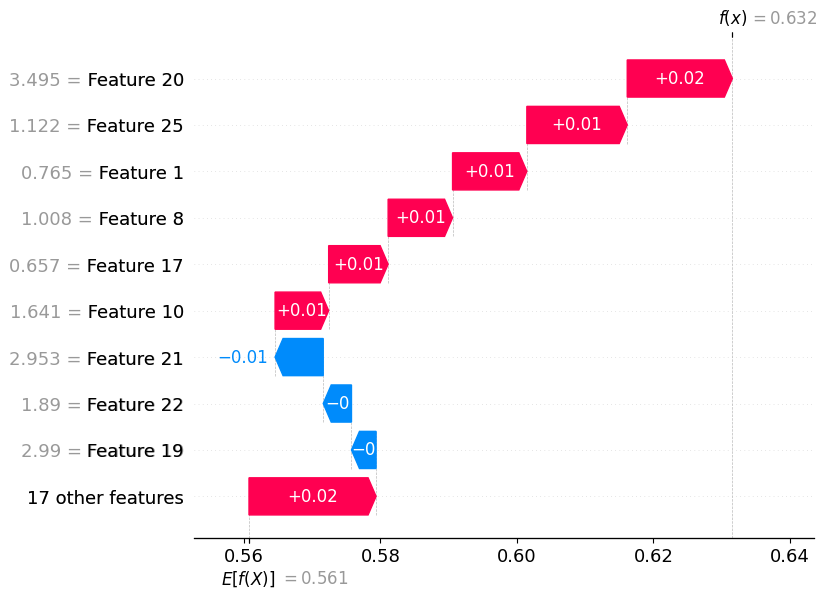 f(x) = 0.632
3.495 = Feature 20
+0.02
1.122 = Feature 25
+0.01
0.765 = Feature 1
+0.01
1.008 = Feature 8
+0.01
0.657 = Feature 17
+0.01
1.641 = Feature 10
+0.01
2.953 = Feature 21
−0.01
1.89 = Feature 22
−0
2.99 = Feature 19
−0
17 other features
+0.02
0.56 0.58 0.60 0.62 0.64
E[f(X)] = 0.561